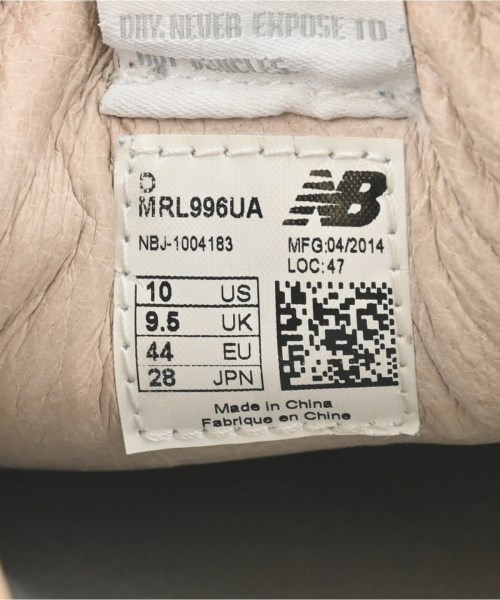 DRY. NEVER EXPOSE TO
D
MRL996UA
NB
NBJ-1004183
MFG:04/2014
LOC:47
10 US
9.5 UK
44 EU
28 JPN
Made in China
Fabrique en Chine